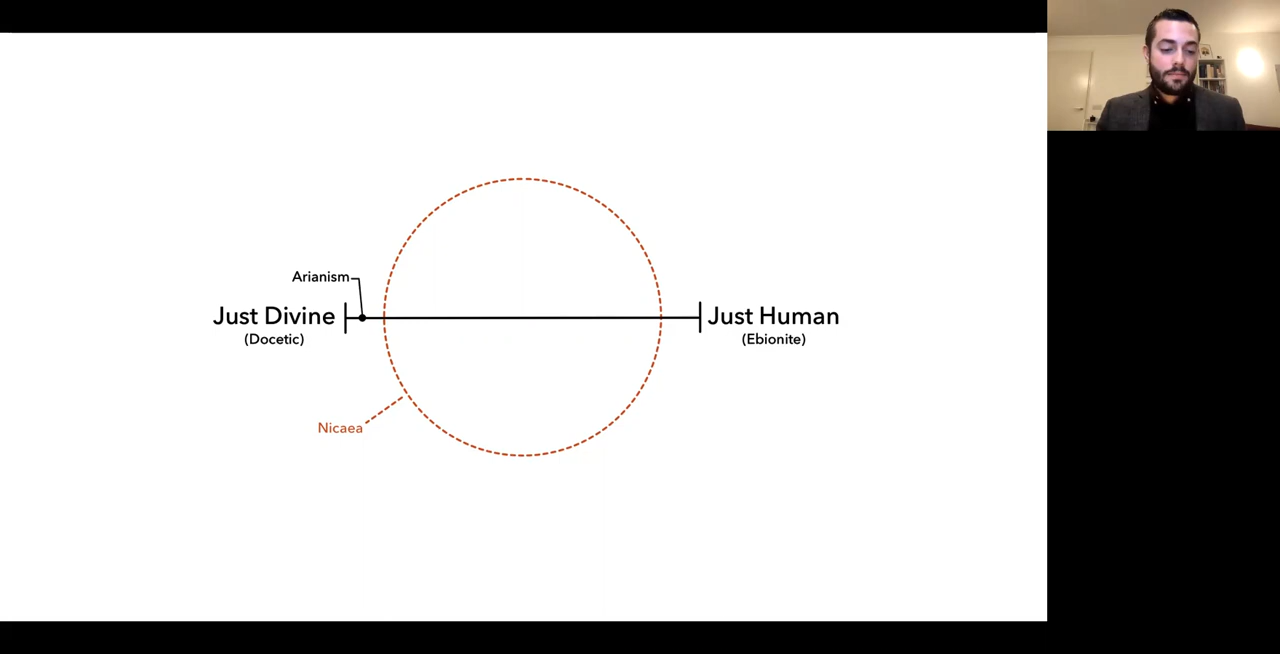 Arianism
Just Divine
(Docetic)
Just Human
(Ebionite)
Nicaea